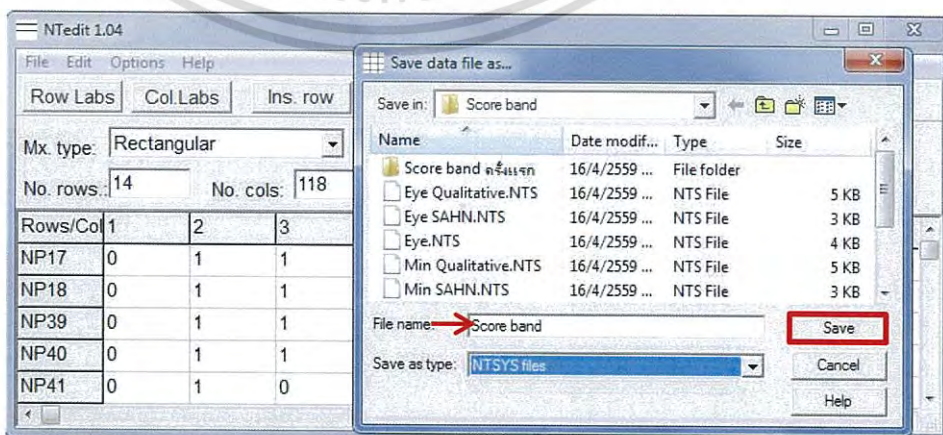 NTedit 1.04
File Edit Options Help
Row Labs Col.Labs Ins. row
Mx. type: Rectangular
No. rows.: 14 No. cols: 118
Rows/Col 1 2 3
NP17 0 1 1
NP18 0 1 1
NP39 0 1 1
NP40 0 1 1
NP41 0 1 0
Save data file as...
Save in: Score band
Name Date modif... Type Size
Score band ครั้งแรก 16/4/2559 ... File folder
Eye Qualitative.NTS 16/4/2559 ... NTS File 5 KB
Eye SAHN.NTS 16/4/2559 ... NTS File 3 KB
Eye.NTS 16/4/2559 ... NTS File 4 KB
Min Qualitative.NTS 16/4/2559 ... NTS File 5 KB
Min SAHN.NTS 16/4/2559 ... NTS File 3 KB
File name: Score band Save
Save as type: NTSYS files Cancel
Help